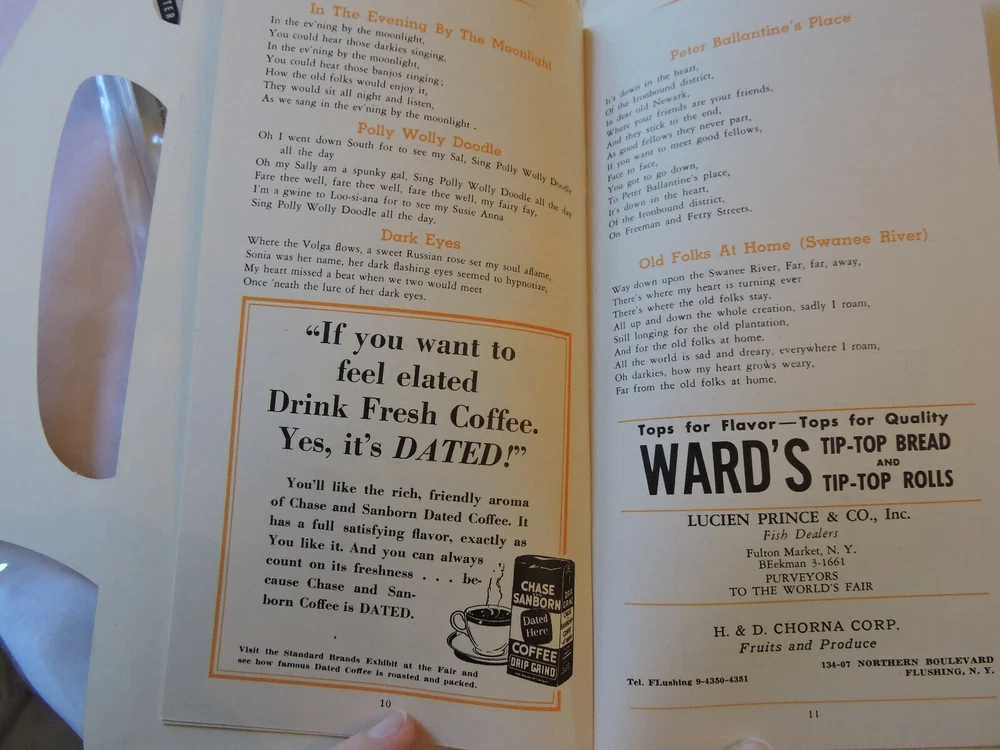 TER
In The Evening By The Moonlight
In the ev'ning by the moonlight,
You could hear those darkies singing,
In the ev'ning by the moonlight,
You could hear those banjos ringing;
How the old folks would enjoy it,
They would sit all night and listen,
As we sang in the ev'ning by the moonlight .
Polly Wolly Doodle
Oh I went down South for to see my Sal, Sing Polly Wolly Doodle
all the day
Oh my Sally am a spunky gal, Sing Polly Wolly Doodle all the day
Fare thee well, fare thee well, fare thee well, my fairy fay,
I'm a gwine to Loo-si-ana for to see my Susie Anna
Sing Polly Wolly Doodle all the day.
Dark Eyes
Where the Volga flows, a sweet Russian rose set my soul aflame,
Sonia was her name, her dark flashing eyes seemed to hypnotize,
My heart missed a beat when we two would meet
Once 'neath the lure of her dark eyes.
"If you want to
feel elated
Drink Fresh Coffee.
Yes, it's DATED!"
You'll like the rich, friendly aroma
of Chase and Sanborn Dated Coffee. It
has a full satisfying flavor, exactly as
You like it. And you can always
count on its freshness . . . be-
cause Chase and San-
born Coffee is DATED.
CHASE
&
SANBORN
Dated
Here
COFFEE
DRIP GRIND
Visit the Standard Brands Exhibit at the Fair and
see how famous Dated Coffee is roasted and packed.
10
Peter Ballantine's Place
It's down in the heart,
Of the Ironbound district,
In dear old Newark,
Where your friends are your friends,
And they stick to the end,
As good fellows they never part,
If you want to meet good fellows,
Face to face,
You got to go down,
To Peter Ballantine's place,
It's down in the heart,
Of the Ironbound district,
On Freeman and Ferry Streets.
Old Folks At Home (Swanee River)
Way down upon the Swanee River, Far, far, away,
There's where my heart is turning ever
There's where the old folks stay.
All up and down the whole creation, sadly I roam,
Still longing for the old plantation,
And for the old folks at home.
All the world is sad and dreary, everywhere I roam,
Oh darkies, how my heart grows weary,
Far from the old folks at home.
Tops for Flavor—Tops for Quality
WARD'S TIP-TOP BREAD
AND
TIP-TOP ROLLS
LUCIEN PRINCE & CO., Inc.
Fish Dealers
Fulton Market, N. Y.
BEekman 3-1661
PURVEYORS
TO THE WORLD'S FAIR
H. & D. CHORNA CORP.
Fruits and Produce
134-07 NORTHERN BOULEVARD
Tel. FLushing 9-4350-4351 FLUSHING, N. Y.
11